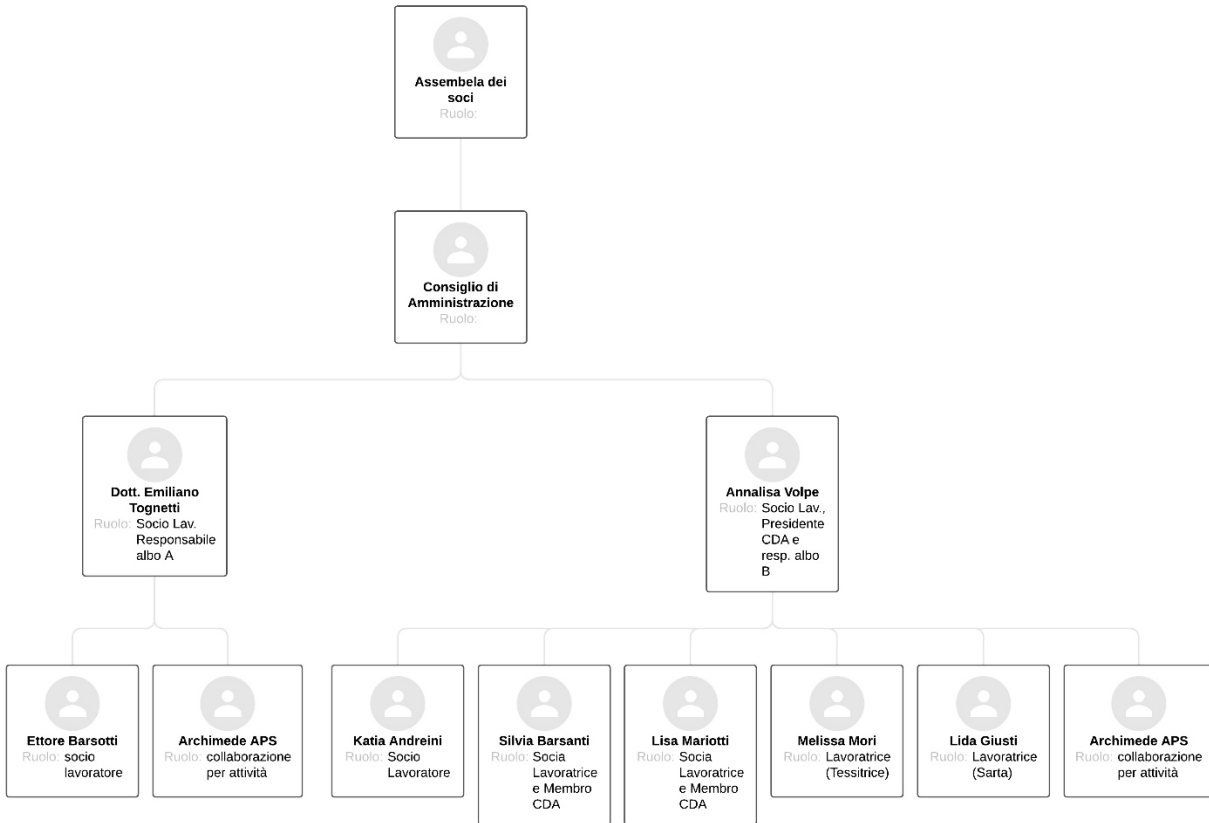 Assembela dei
soci
Ruolo:
Consiglio di
Amministrazione
Ruolo:
Dott. Emiliano
Tognetti
Ruolo: Socio Lav.
Responsabile
albo A
Annalisa Volpe
Ruolo: Socio Lav.,
Presidente
CDA e
resp. albo
B
Ettore Barsotti
Ruolo: socio
lavoratore
Archimede APS
Ruolo: collaborazione
per attività
Katia Andreini
Ruolo: Socio
Lavoratore
Silvia Barsanti
Ruolo: Socia
Lavoratrice
e Membro
CDA
Lisa Mariotti
Ruolo: Socia
Lavoratrice
e Membro
CDA
Melissa Mori
Ruolo: Lavoratrice
(Tessitrice)
Lida Giusti
Ruolo: Lavoratrice
(Sarta)
Archimede APS
Ruolo: collaborazione
per attività